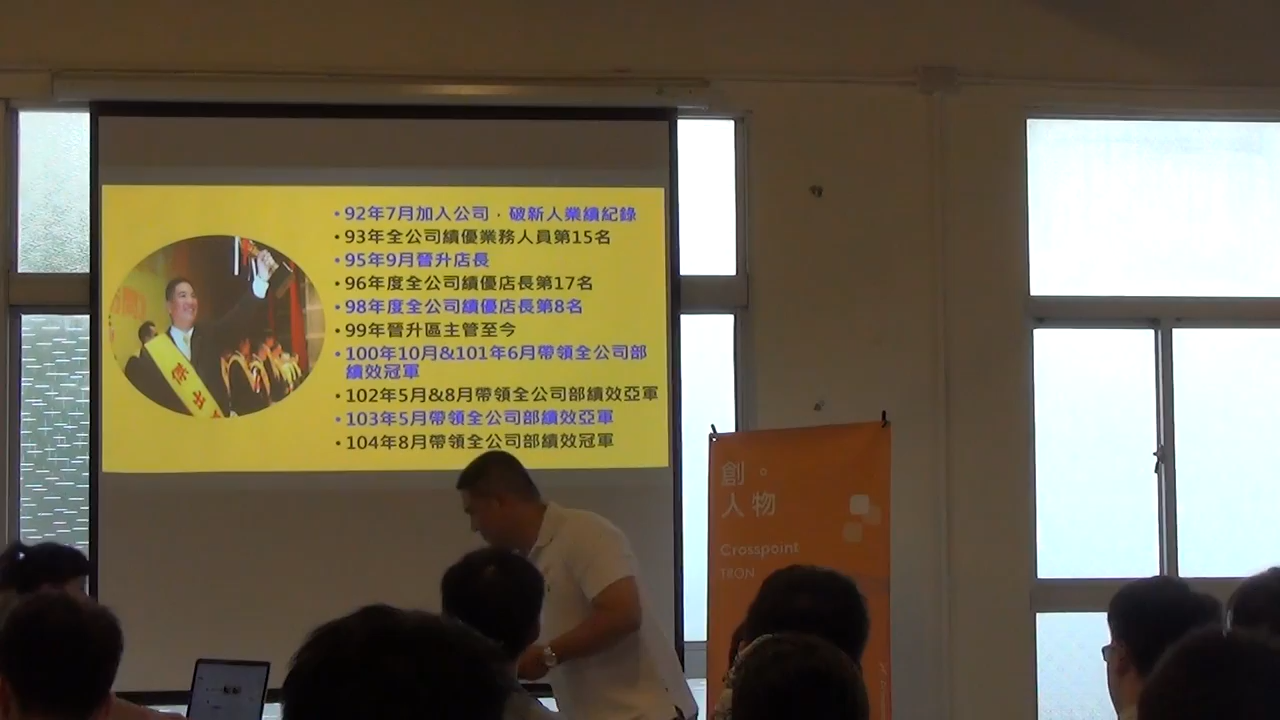 •92年7月加入公司，破新人業績紀錄
•93年全公司績優業務人員第15名
•95年9月晉升店長
•96年度全公司績優店長第17名
•98年度全公司績優店長第8名
•99年晉升區主管至今
•100年10月&101年6月帶領全公司部
績效冠軍
•102年5月&8月帶領全公司部績效亞軍
•103年5月帶領全公司部績效亞軍
•104年8月帶領全公司部績效冠軍
創。
人物
Crosspoint
TRON